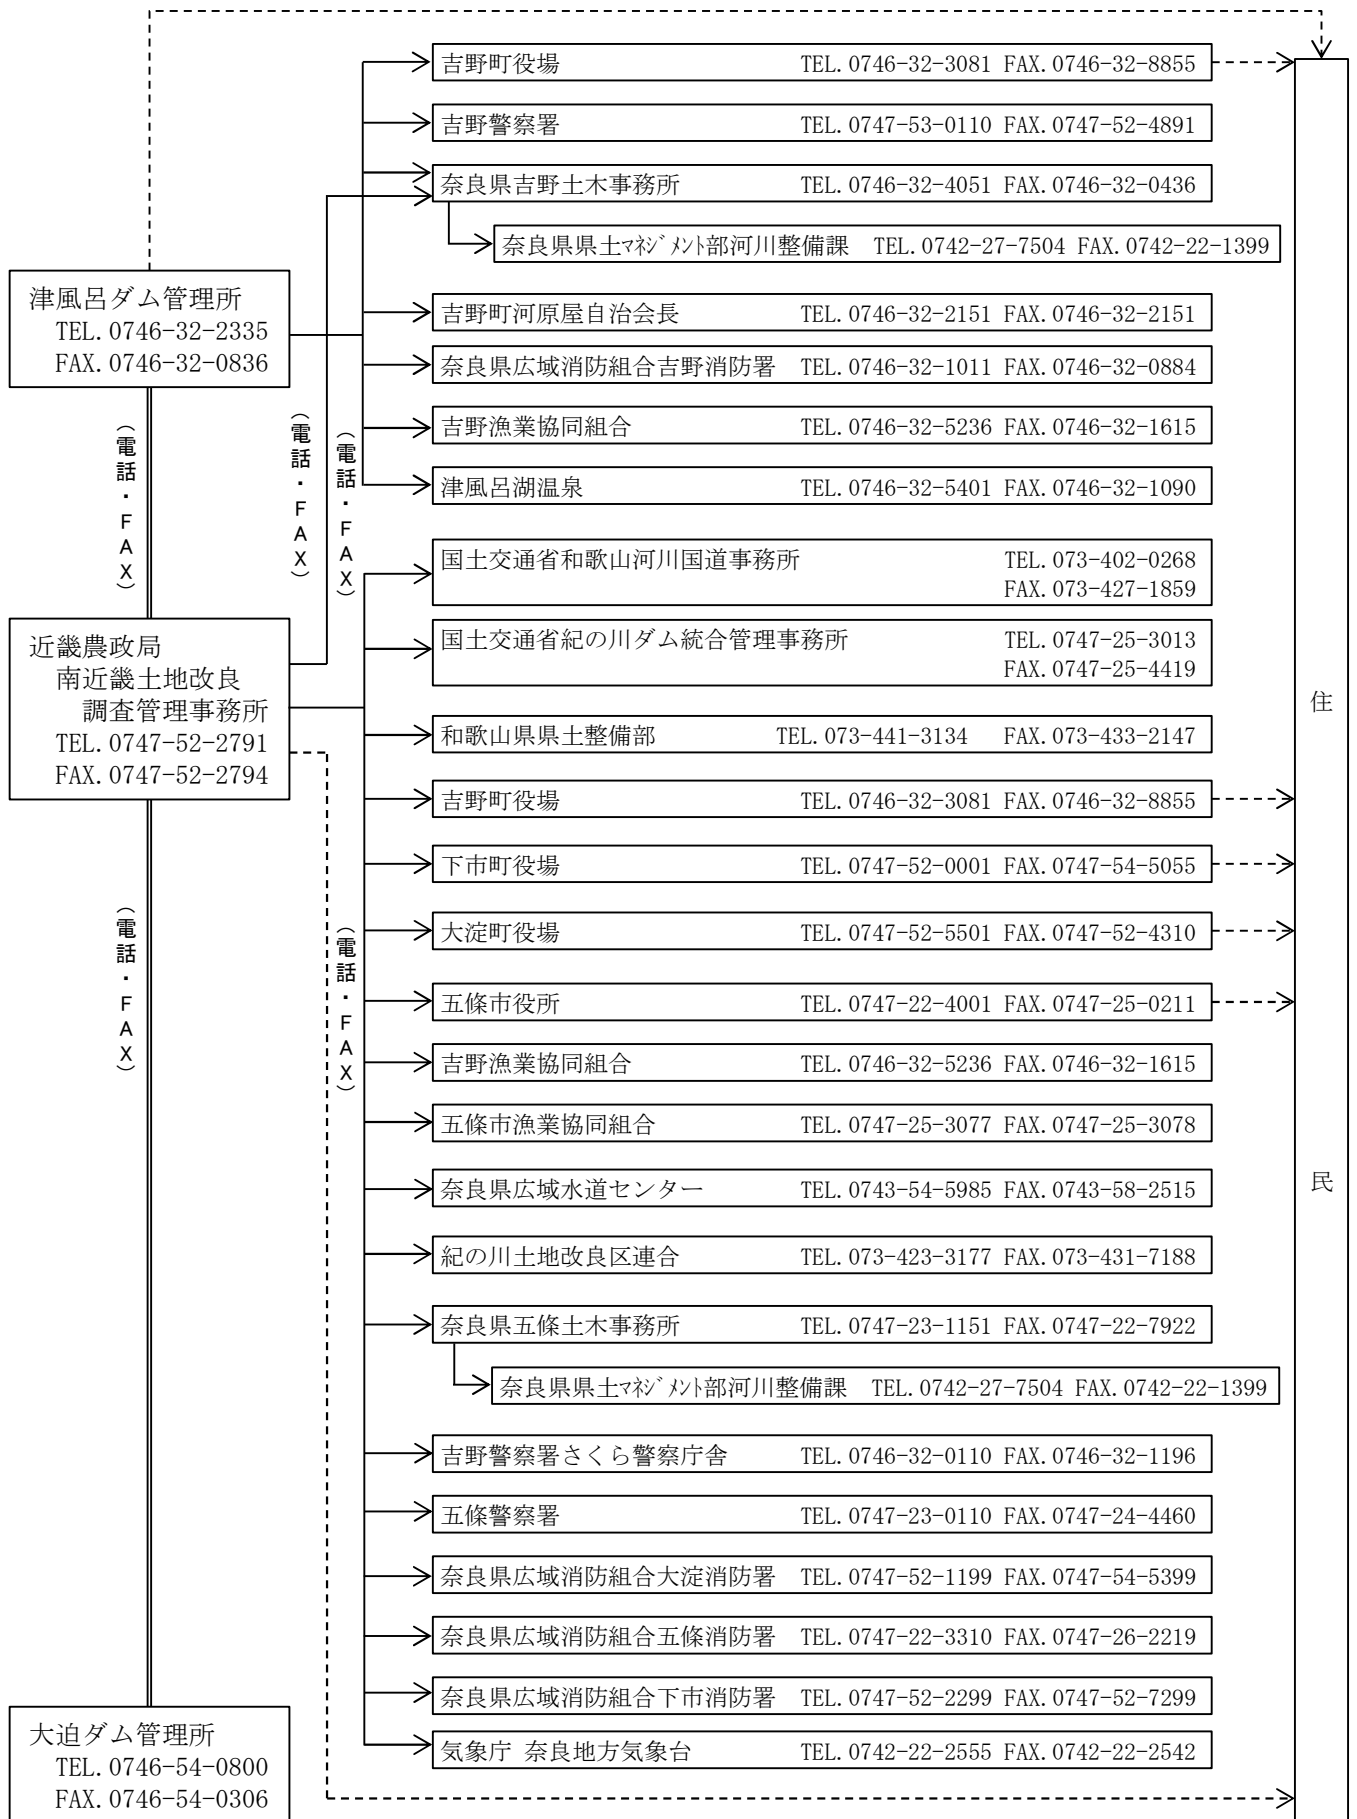 吉野町役場 TEL.0746-32-3081 FAX.0746-32-8855
吉野警察署 TEL.0747-53-0110 FAX.0747-52-4891
奈良県吉野土木事務所 TEL.0746-32-4051 FAX.0746-32-0436
奈良県県土ﾏﾈｼﾞﾒﾝﾄ部河川整備課 TEL.0742-27-7504 FAX.0742-22-1399
津風呂ダム管理所
TEL.0746-32-2335
FAX.0746-32-0836
吉野町河原屋自治会長 TEL.0746-32-2151 FAX.0746-32-2151
奈良県広域消防組合吉野消防署 TEL.0746-32-1011 FAX.0746-32-0884
吉野漁業協同組合 TEL.0746-32-5236 FAX.0746-32-1615
津風呂湖温泉 TEL.0746-32-5401 FAX.0746-32-1090
（電話・ＦＡＸ）
（電話・ＦＡＸ）
（電話・ＦＡＸ）
国土交通省和歌山河川国道事務所 TEL.073-402-0268
FAX.073-427-1859
国土交通省紀の川ダム統合管理事務所 TEL.0747-25-3013
FAX.0747-25-4419
近畿農政局
南近畿土地改良
調査管理事務所
TEL.0747-52-2791
FAX.0747-52-2794
和歌山県県土整備部 TEL.073-441-3134 FAX.073-433-2147
吉野町役場 TEL.0746-32-3081 FAX.0746-32-8855
下市町役場 TEL.0747-52-0001 FAX.0747-54-5055
大淀町役場 TEL.0747-52-5501 FAX.0747-52-4310
五條市役所 TEL.0747-22-4001 FAX.0747-25-0211
（電話・ＦＡＸ）
（電話・ＦＡＸ）
吉野漁業協同組合 TEL.0746-32-5236 FAX.0746-32-1615
五條市漁業協同組合 TEL.0747-25-3077 FAX.0747-25-3078
奈良県広域水道センター TEL.0743-54-5985 FAX.0743-58-2515
紀の川土地改良区連合 TEL.073-423-3177 FAX.073-431-7188
奈良県五條土木事務所 TEL.0747-23-1151 FAX.0747-22-7922
奈良県県土ﾏﾈｼﾞﾒﾝﾄ部河川整備課 TEL.0742-27-7504 FAX.0742-22-1399
吉野警察署さくら警察庁舎 TEL.0746-32-0110 FAX.0746-32-1196
五條警察署 TEL.0747-23-0110 FAX.0747-24-4460
奈良県広域消防組合大淀消防署 TEL.0747-52-1199 FAX.0747-54-5399
奈良県広域消防組合五條消防署 TEL.0747-22-3310 FAX.0747-26-2219
奈良県広域消防組合下市消防署 TEL.0747-52-2299 FAX.0747-52-7299
気象庁 奈良地方気象台 TEL.0742-22-2555 FAX.0742-22-2542
大迫ダム管理所
TEL.0746-54-0800
FAX.0746-54-0306
住民